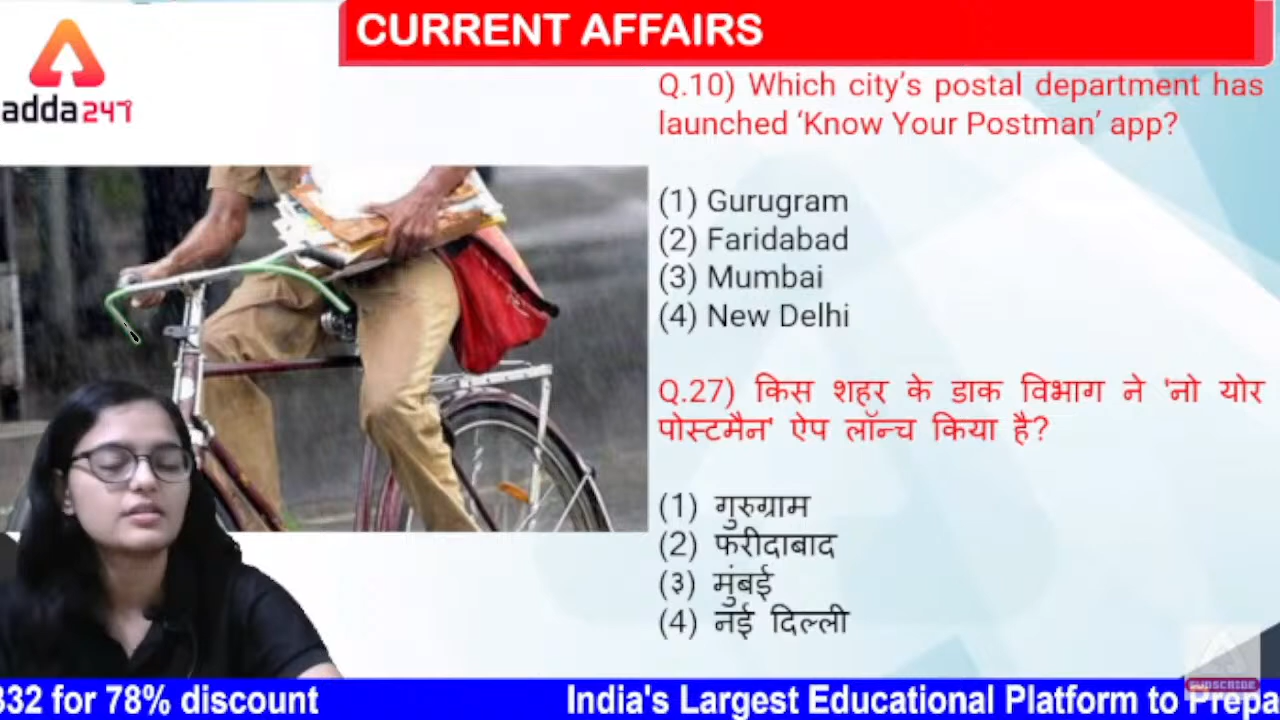 CURRENT AFFAIRS
adda247
Q.10) Which city's postal department has
launched 'Know Your Postman' app?
(1) Gurugram
(2) Faridabad
(3) Mumbai
(4) New Delhi
Q.27) किस शहर के डाक विभाग ने 'नो योर
पोस्टमैन' ऐप लॉन्च किया है?
(1) गुरुग्राम
(2) फरीदाबाद
(३) मुंबई
(4) नई दिल्ली
SUBSCRIBE
332 for 78% discount
India's Largest Educational Platform to Prepa